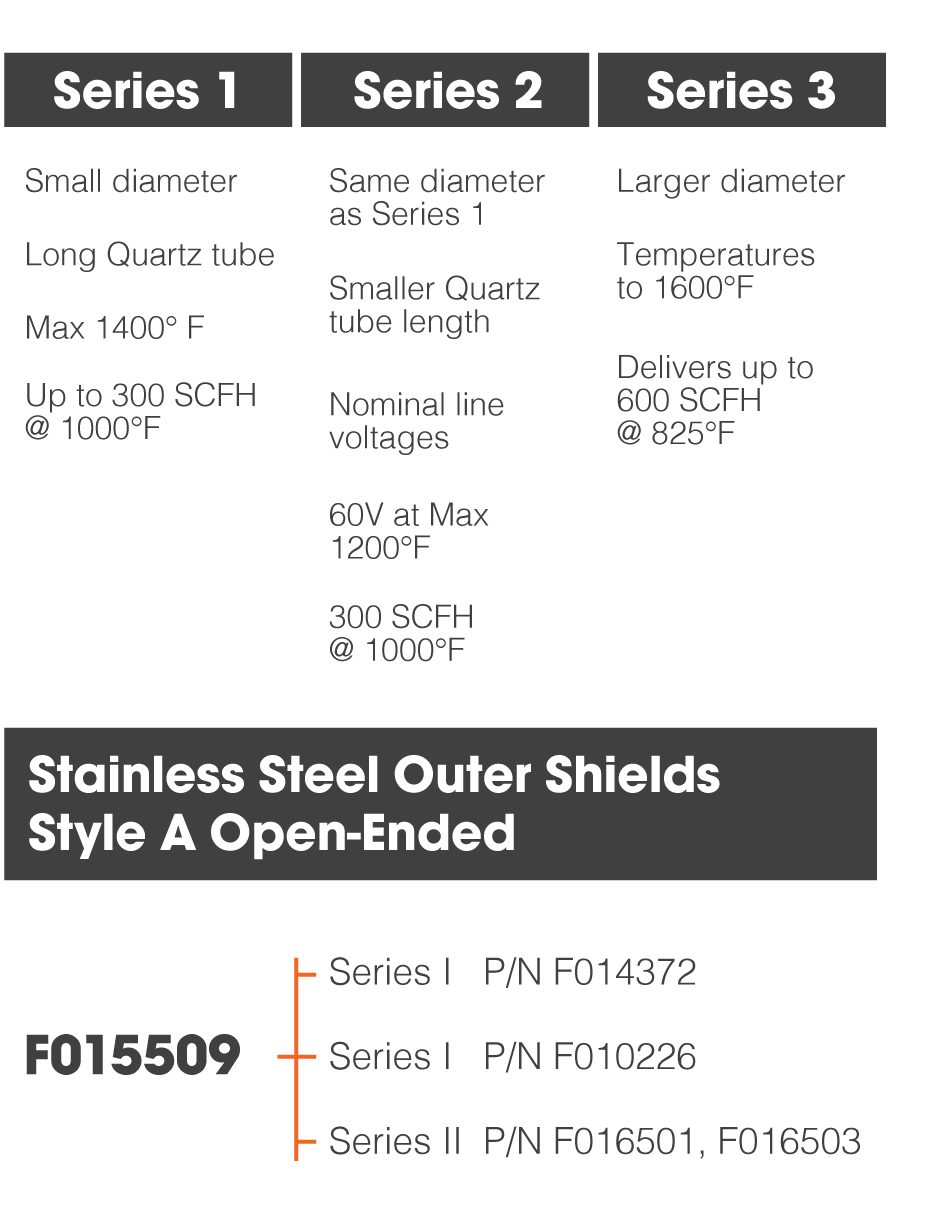 Series 1
Small diameter
Long Quartz tube
Max 1400° F
Up to 300 SCFH
@ 1000°F
Series 2
Same diameter
as Series 1
Smaller Quartz
tube length
Nominal line
voltages
60V at Max
1200°F
300 SCFH
@ 1000°F
Series 3
Larger diameter
Temperatures
to 1600°F
Delivers up to
600 SCFH
@ 825°F
Stainless Steel Outer Shields
Style A Open-Ended
F015509
Series I P/N F014372
Series I P/N F010226
Series II P/N F016501, F016503